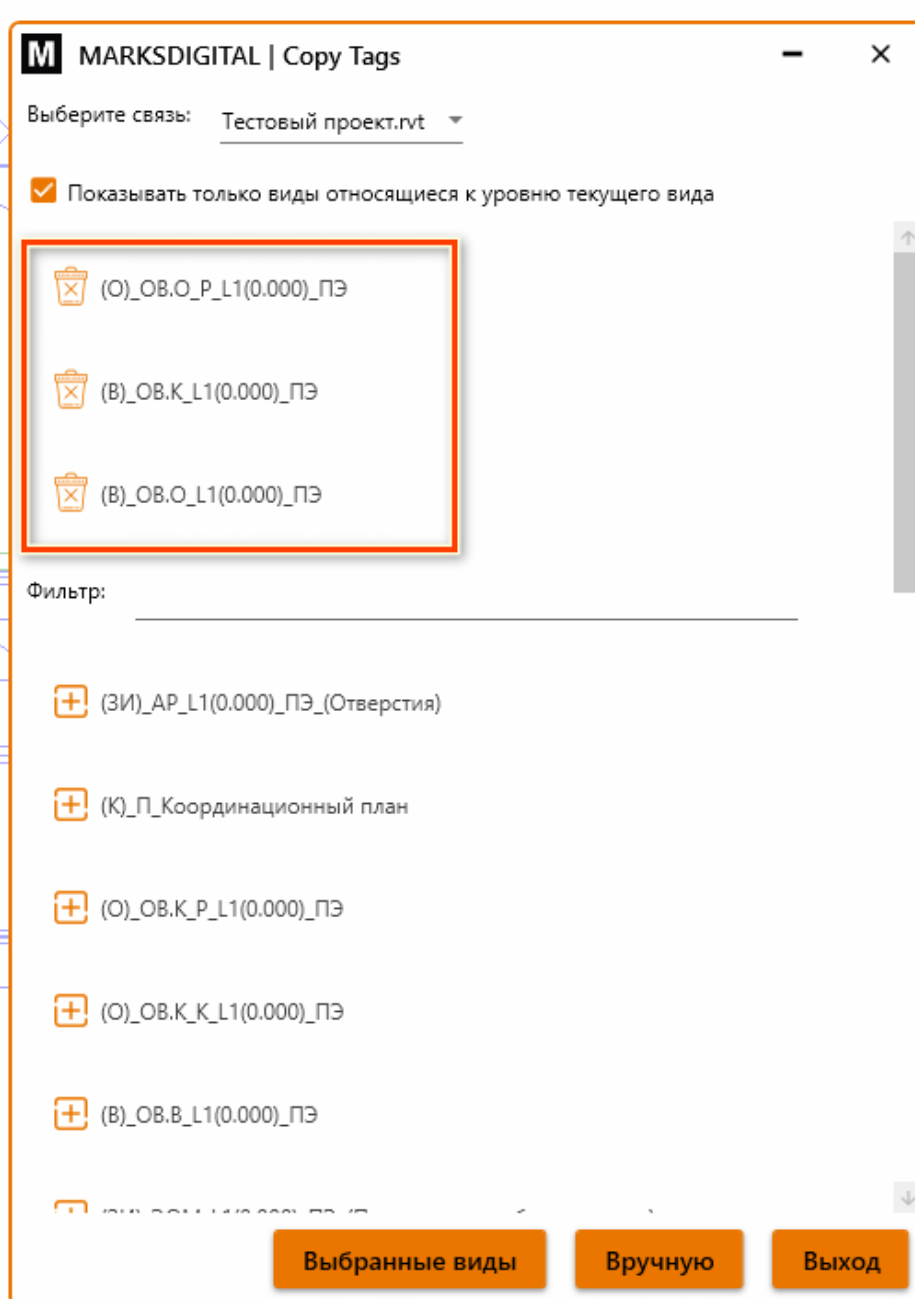 M MARKSDIGITAL | Copy Tags
Выберите связь: Тестовый проект.rvt
Показывать только виды относящиеся к уровню текущего вида
(О)_ОВ.О_Р_L1(0.000)_ПЭ
(В)_ОВ.К_L1(0.000)_ПЭ
(В)_ОВ.О_L1(0.000)_ПЭ
Фильтр:
(ЗИ)_АР_L1(0.000)_ПЭ_(Отверстия)
(К)_П_Координационный план
(О)_ОВ.К_Р_L1(0.000)_ПЭ
(О)_ОВ.К_К_L1(0.000)_ПЭ
(В)_ОВ.В_L1(0.000)_ПЭ
Выбранные виды Вручную Выход